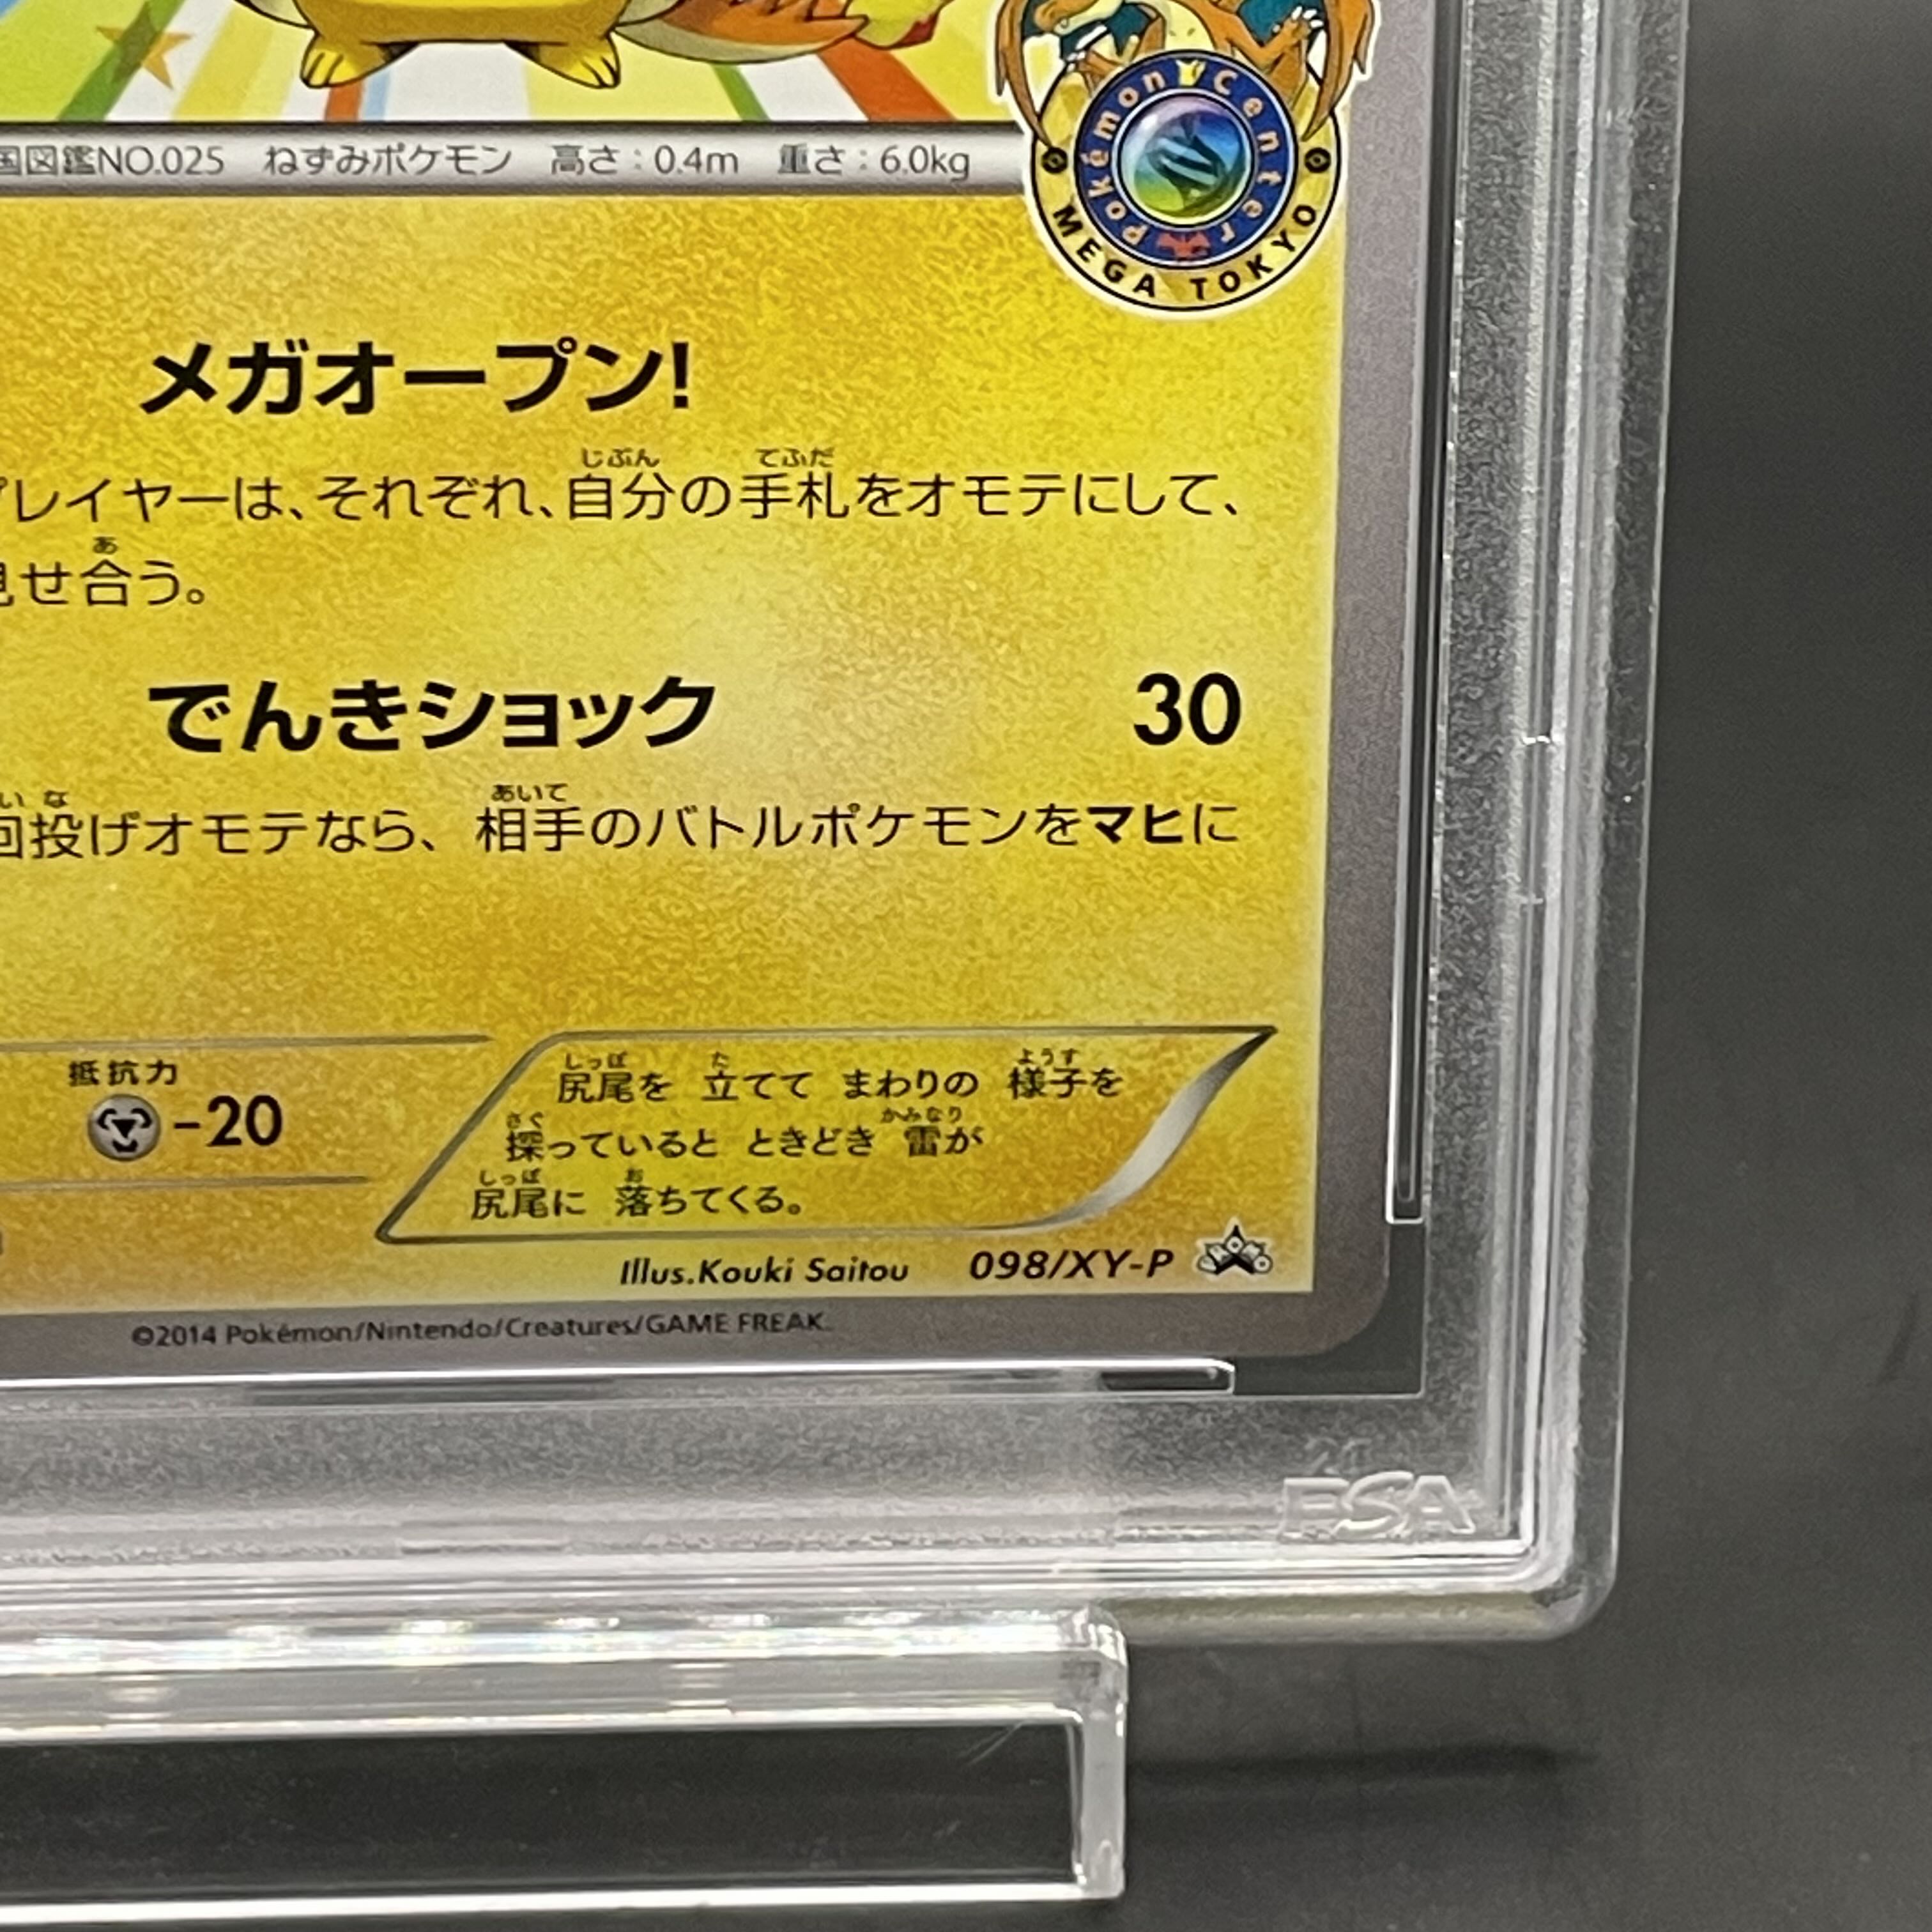 国図鑑NO.025 ねずみポケモン 高さ:0.4m 重さ:6.0kg
Pokémon Center
MEGA TOKYO
メガオープン!
じぶん てふだ
プレイヤーは、それぞれ、自分の手札をオモテにして、
あ
見せ合う。
でんきショック 30
いな あいて
回投げオモテなら、相手のバトルポケモンをマヒに
抵抗力
-20
しっぽ た ようす
尻尾を 立てて まわりの 様子を
さぐ かみなり
探っていると ときどき 雷が
しっぽ お
尻尾に 落ちてくる。
Illus.Kouki Saitou 098/XY-P
©2014 Pokémon/Nintendo/Creatures/GAME FREAK.
PSA